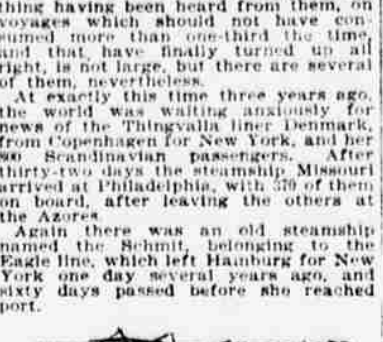 thing having been heard from them, on
voyages which should not have con-
sumed more than one-third the time,
and that have finally turned up all
right, is not large, but there are several
of them, nevertheless.
At exactly this time three years ago,
the world was waiting anxiously for
news of the Thingvalla liner Denmark,
from Copenhagen for New York, and her
800 Scandinavian passengers. After
thirty-two days the steamship Missouri
arrived at Philadelphia, with 370 of them
on board, after leaving the others at
the Azores.
Again there was an old steamship
named the Schmit, belonging to the
Eagle line, which left Hamburg for New
York one day several years ago, and
sixty days passed before she reached
port.